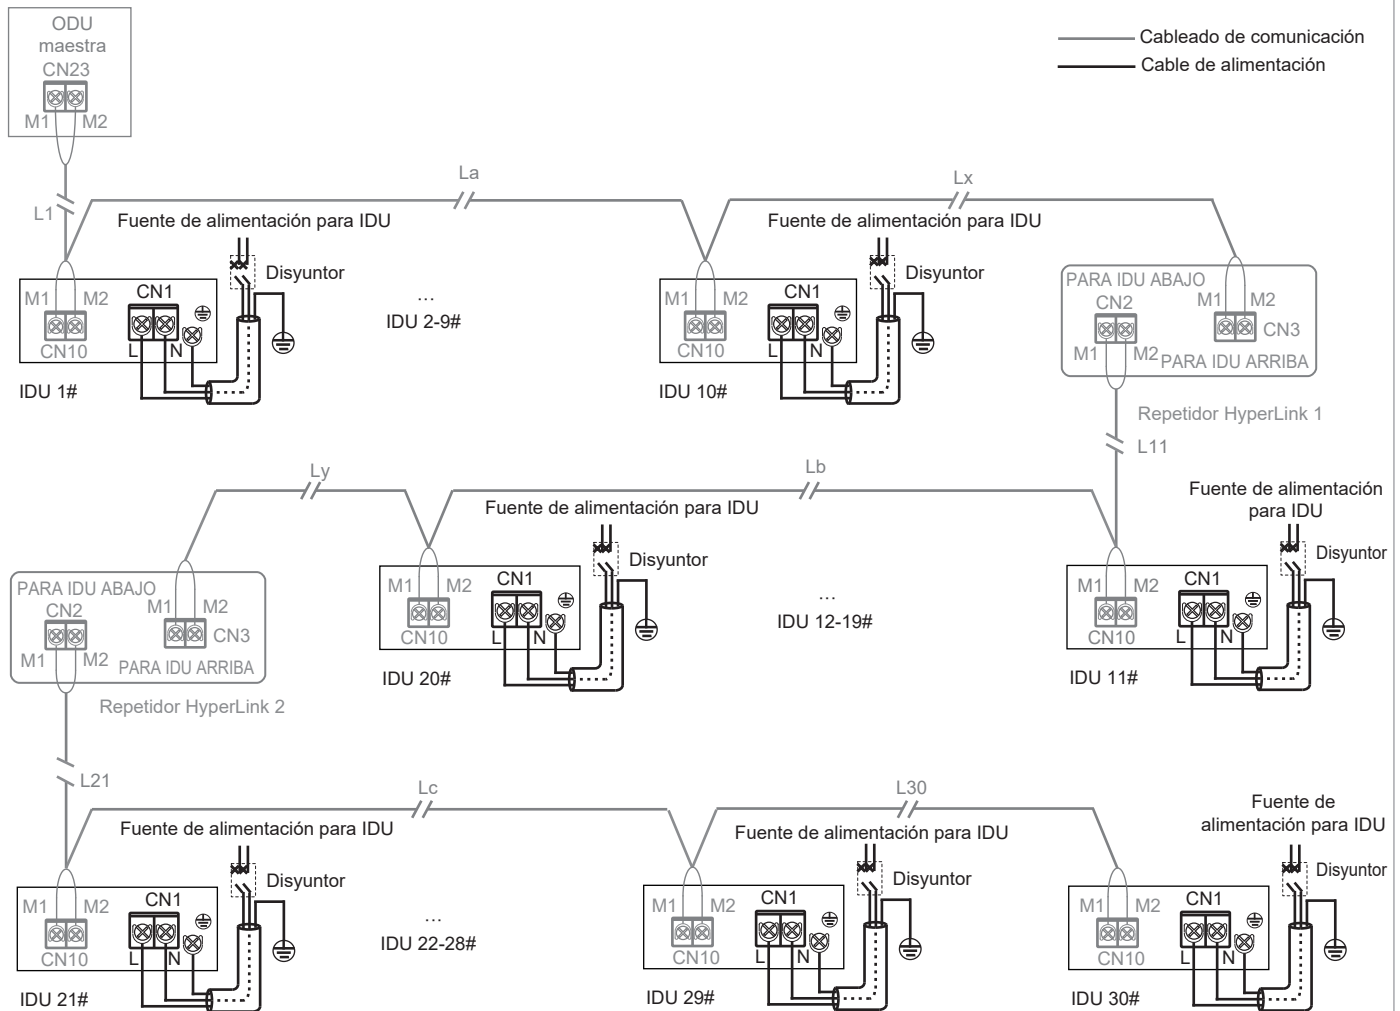 ODU
maestra
CN23
M1 M2
Cableado de comunicación
Cable de alimentación
L1
La
Lx
Fuente de alimentación para IDU
Disyuntor
M1 M2
CN1
CN10
L N
IDU 1#
...
IDU 2-9#
Fuente de alimentación para IDU
Disyuntor
M1 M2
CN1
CN10
L N
IDU 10#
PARA IDU ABAJO
CN2
M1 M2
CN3
M1 M2
PARA IDU ARRIBA
Repetidor HyperLink 1
L11
Ly
Lb
PARA IDU ABAJO
CN2
M1 M2
CN3
M1 M2
PARA IDU ARRIBA
Repetidor HyperLink 2
Fuente de alimentación para IDU
Disyuntor
M1 M2
CN1
CN10
L N
IDU 20#
...
IDU 12-19#
Fuente de alimentación
para IDU
Disyuntor
M1 M2
CN1
CN10
L N
IDU 11#
L21
Lc
L30
Fuente de alimentación para IDU
Disyuntor
M1 M2
CN1
CN10
L N
IDU 21#
...
IDU 22-28#
Fuente de alimentación para IDU
Disyuntor
M1 M2
CN1
CN10
L N
IDU 29#
Fuente de
alimentación para IDU
Disyuntor
M1 M2
CN1
CN10
L N
IDU 30#